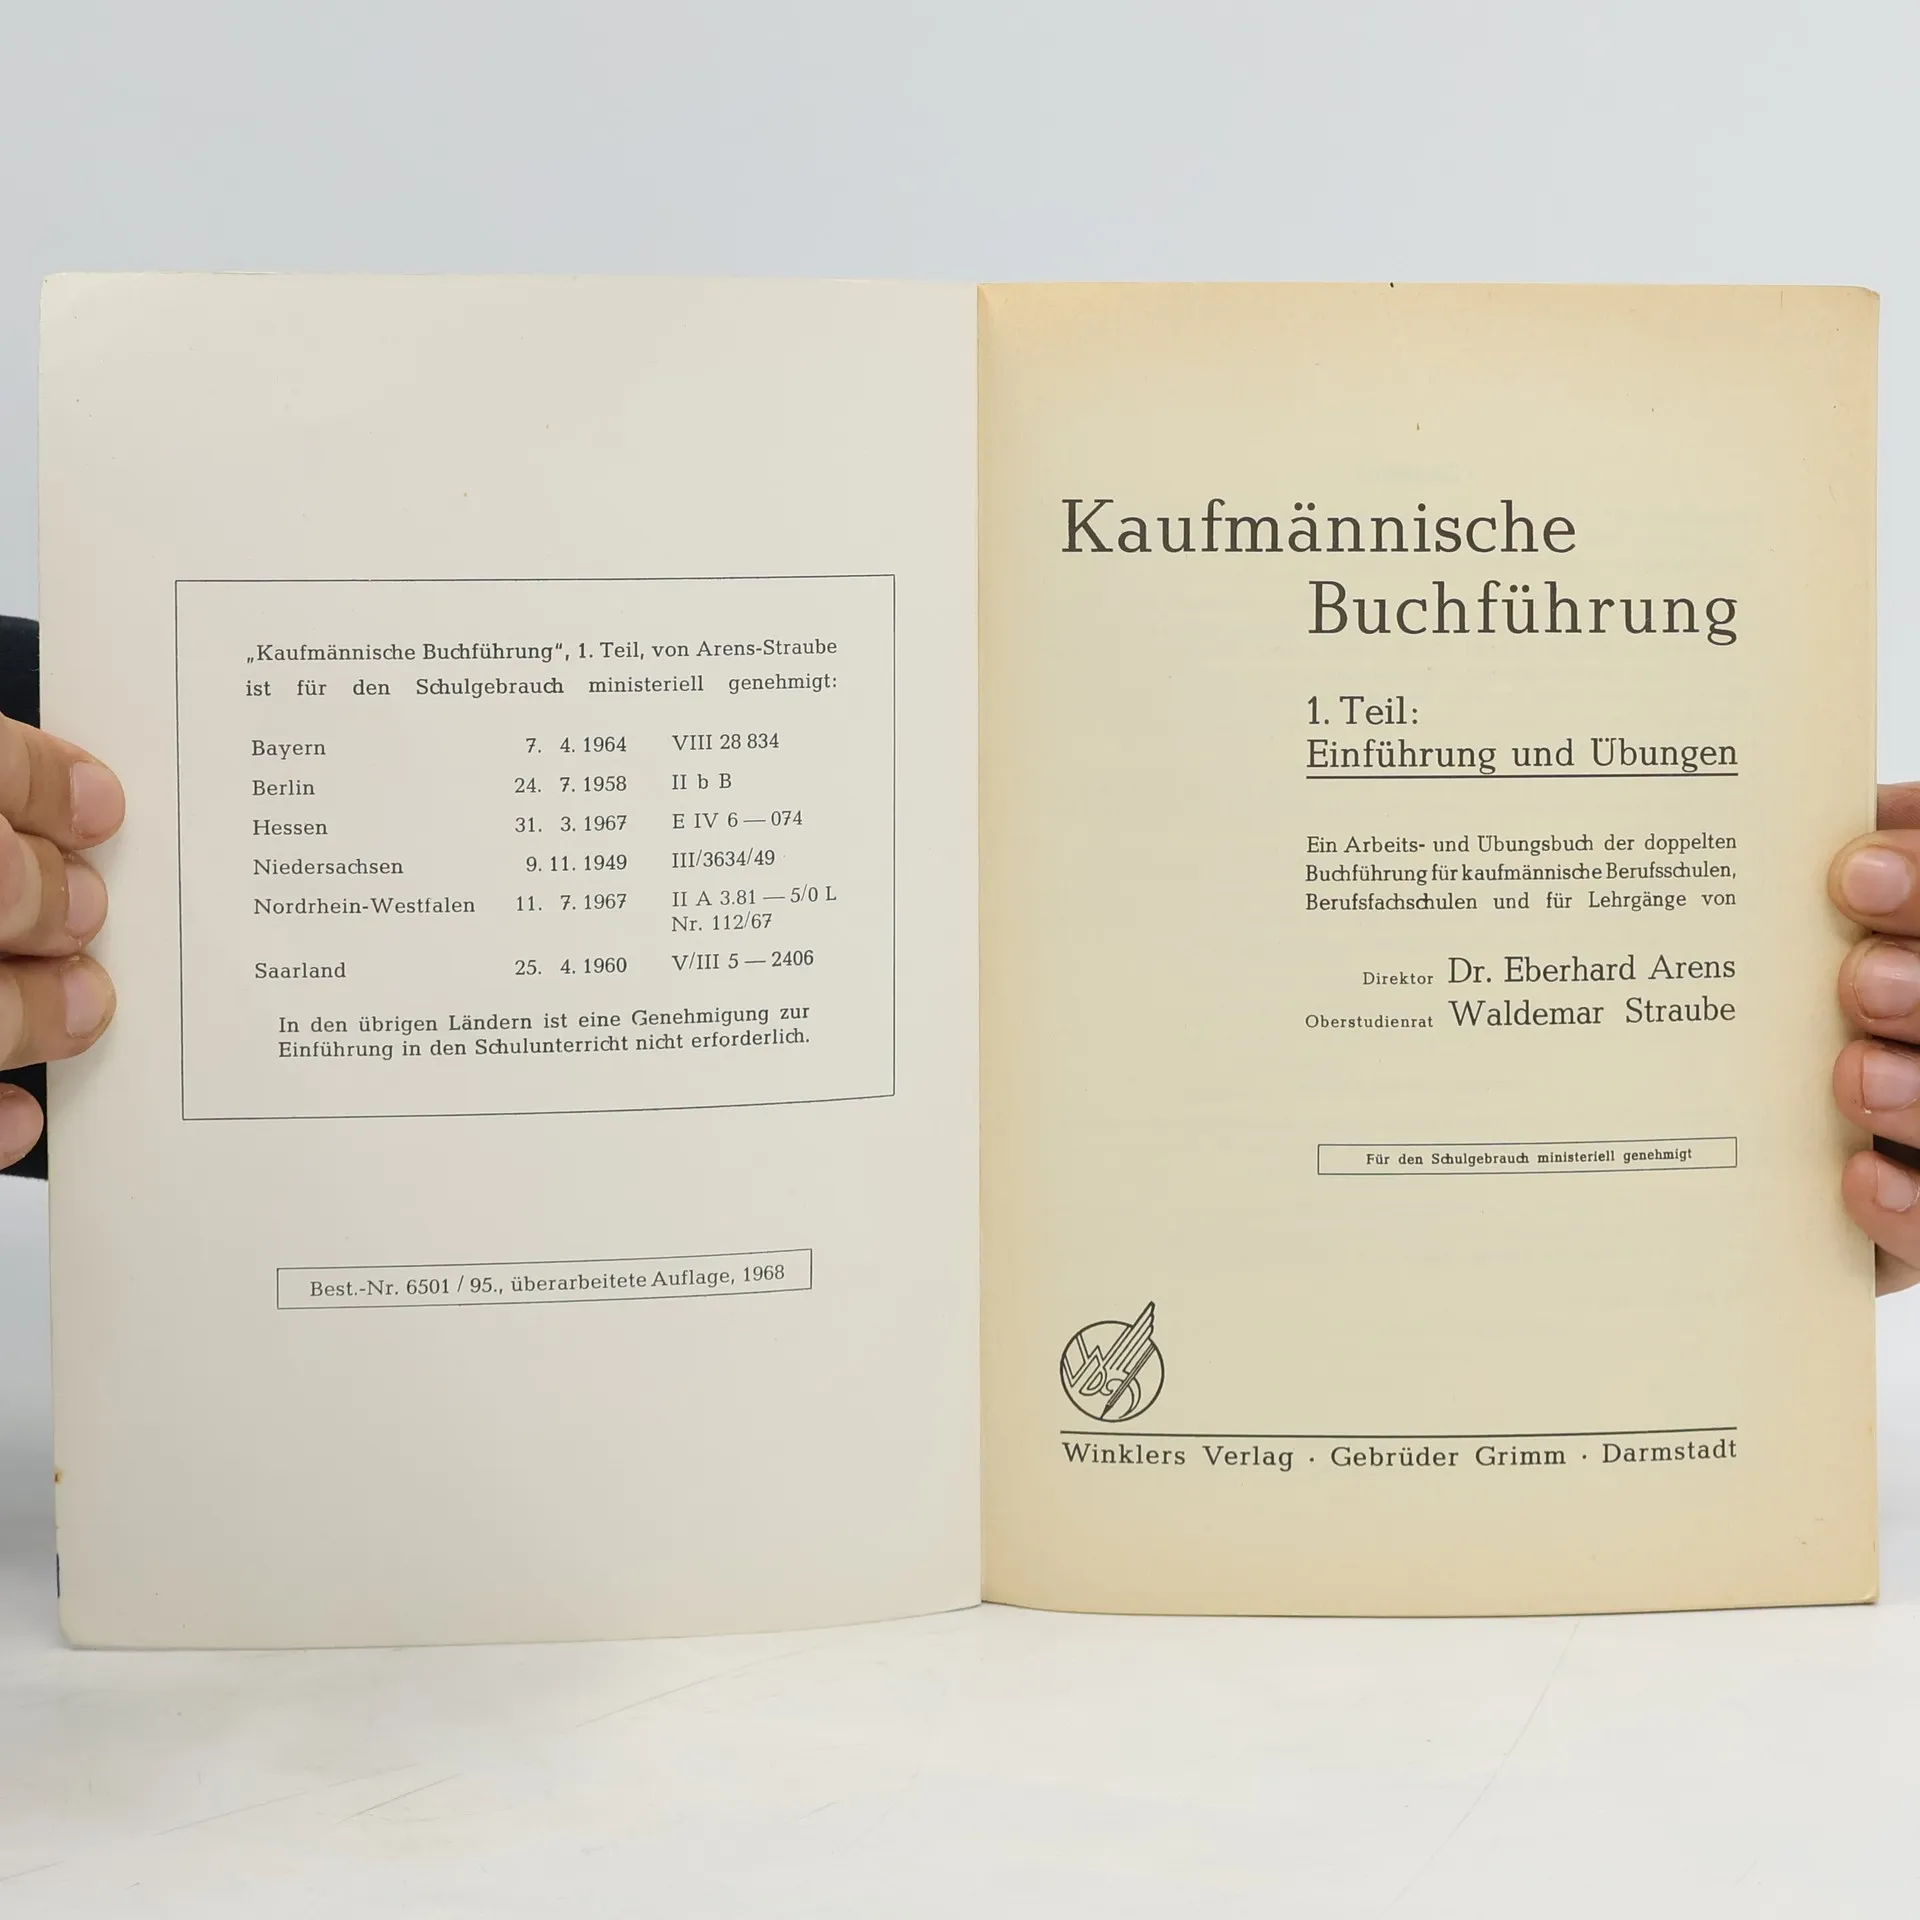 „Kaufmännische Buchführung“, 1. Teil, von Arens-Straube
ist für den Schulgebrauch ministeriell genehmigt:
Bayern 7. 4. 1964 VIII 28 834
Berlin 24. 7. 1958 II b B
Hessen 31. 3. 1967 E IV 6 — 074
Niedersachsen 9. 11. 1949 III/3634/49
Nordrhein-Westfalen 11. 7. 1967 II A 3.81 — 5/0 L
Nr. 112/67
Saarland 25. 4. 1960 V/III 5 — 2406
In den übrigen Ländern ist eine Genehmigung zur
Einführung in den Schulunterricht nicht erforderlich.
Best.-Nr. 6501 / 95., überarbeitete Auflage, 1968
Kaufmännische
Buchführung
1. Teil:
Einführung und Übungen
Ein Arbeits- und Übungsbuch der doppelten
Buchführung für kaufmännische Berufsschulen,
Berufsfachschulen und für Lehrgänge von
Direktor Dr. Eberhard Arens
Oberstudienrat Waldemar Straube
Für den Schulgebrauch ministeriell genehmigt
Winklers Verlag · Gebrüder Grimm · Darmstadt